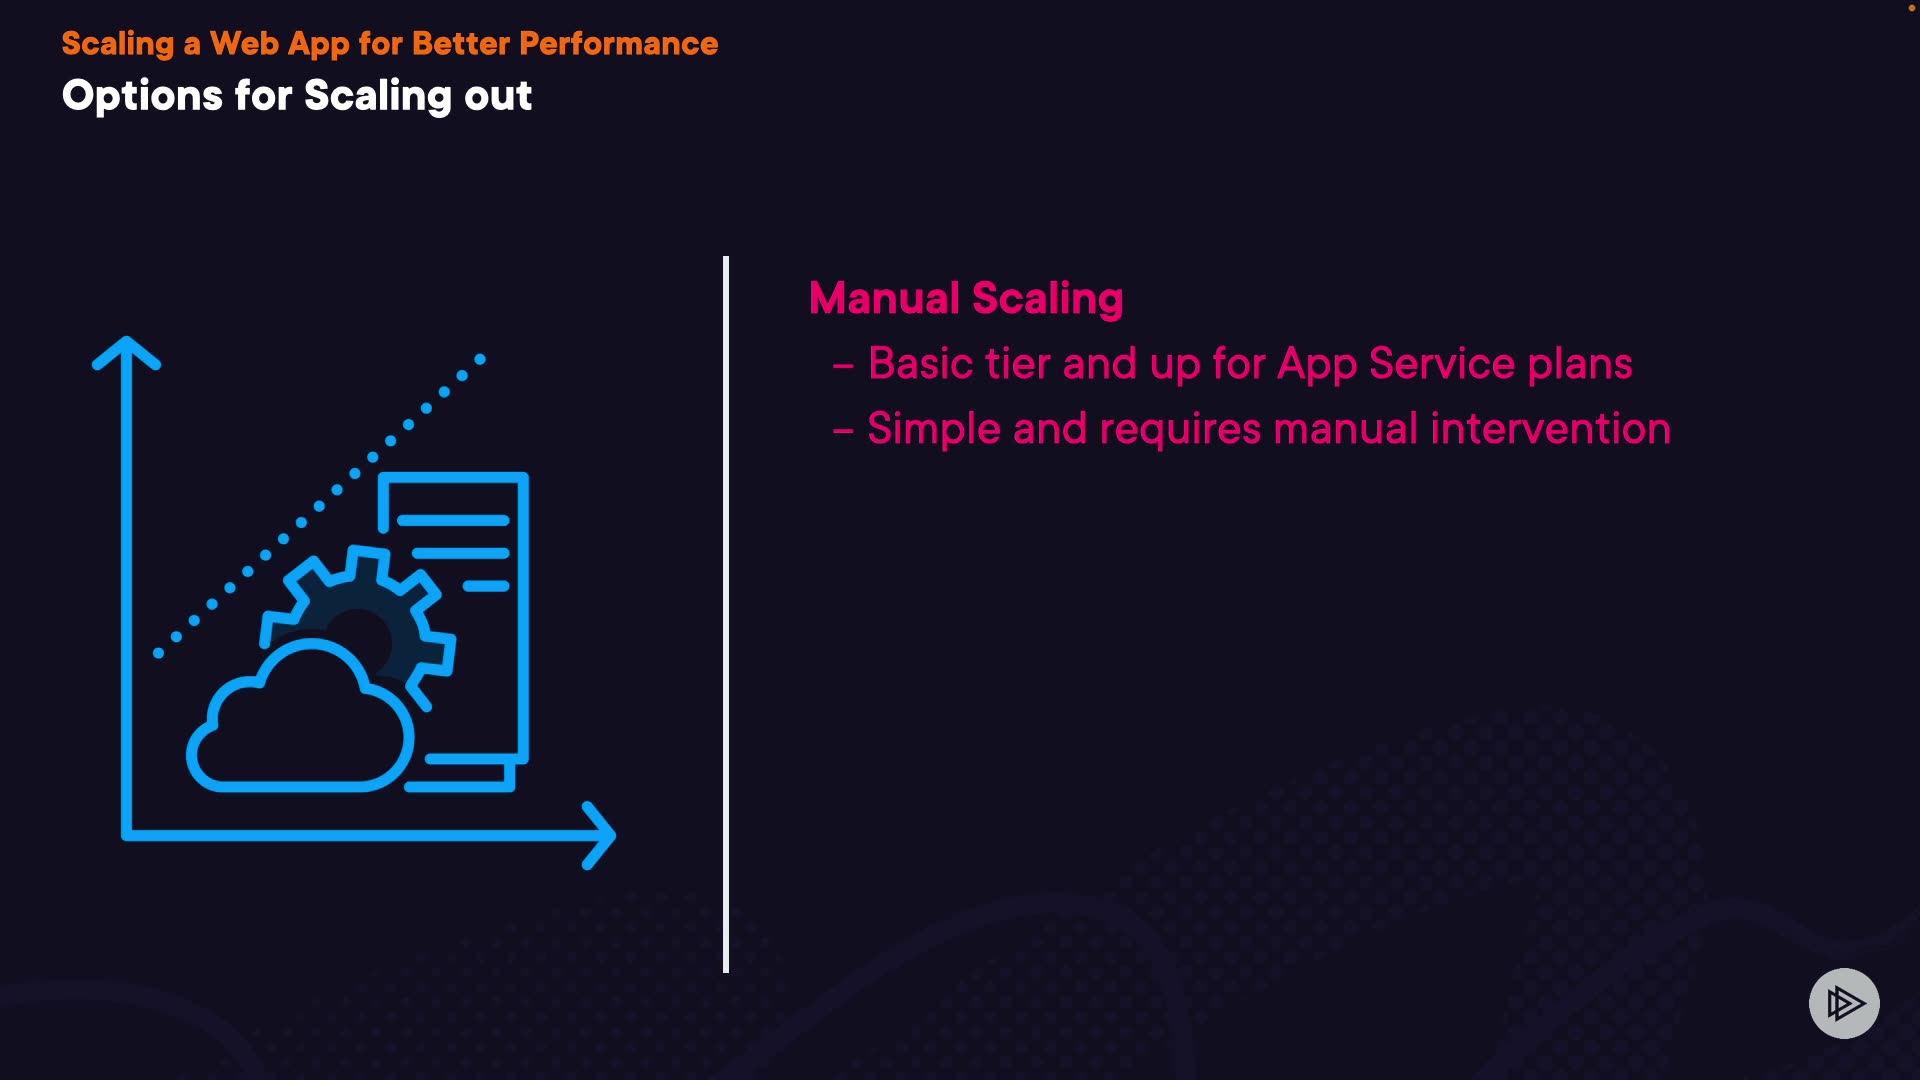 Scaling a Web App for Better Performance
Options for Scaling out
Manual Scaling
– Basic tier and up for App Service plans
– Simple and requires manual intervention